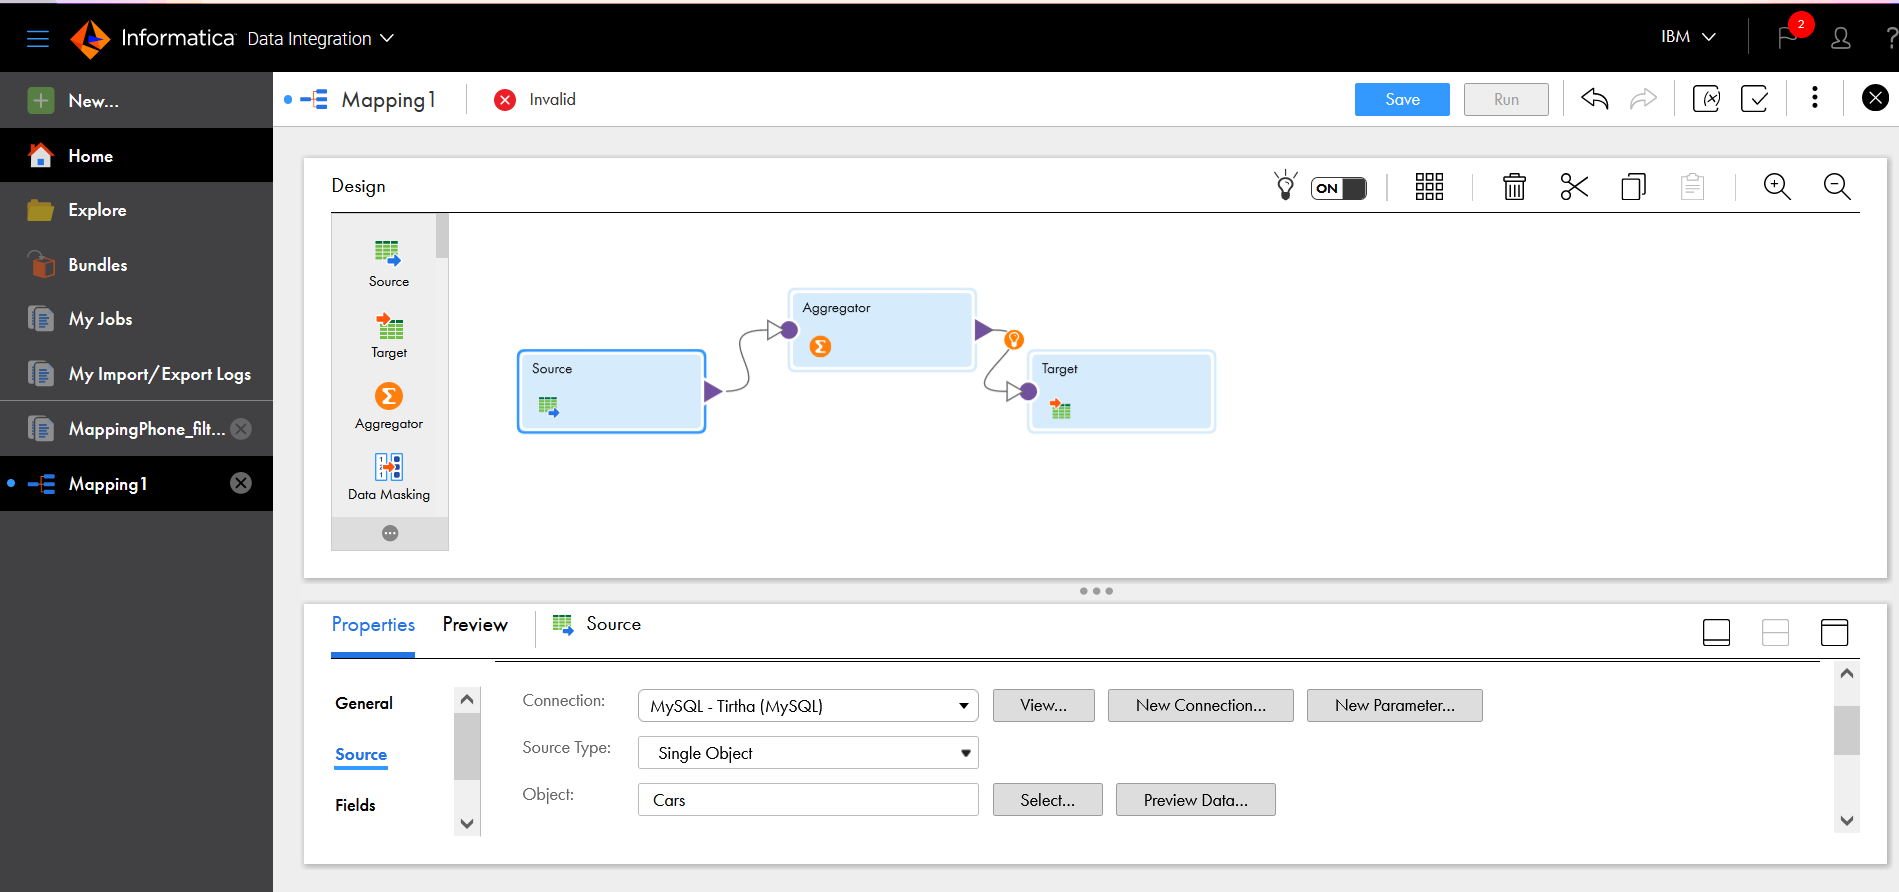 Informatica Data Integration
IBM
2
?
New...
Home
Explore
Bundles
My Jobs
My Import/Export Logs
MappingPhone_filt...
Mapping1
Mapping1
Invalid
Save
Run
(x)
Design
ON
Source
Target
Aggregator
Data Masking
Source
Aggregator
Target
Properties
Preview
Source
General
Source
Fields
Connection:
MySQL - Tirtha (MySQL)
View...
New Connection...
New Parameter...
Source Type:
Single Object
Object:
Cars
Select...
Preview Data...